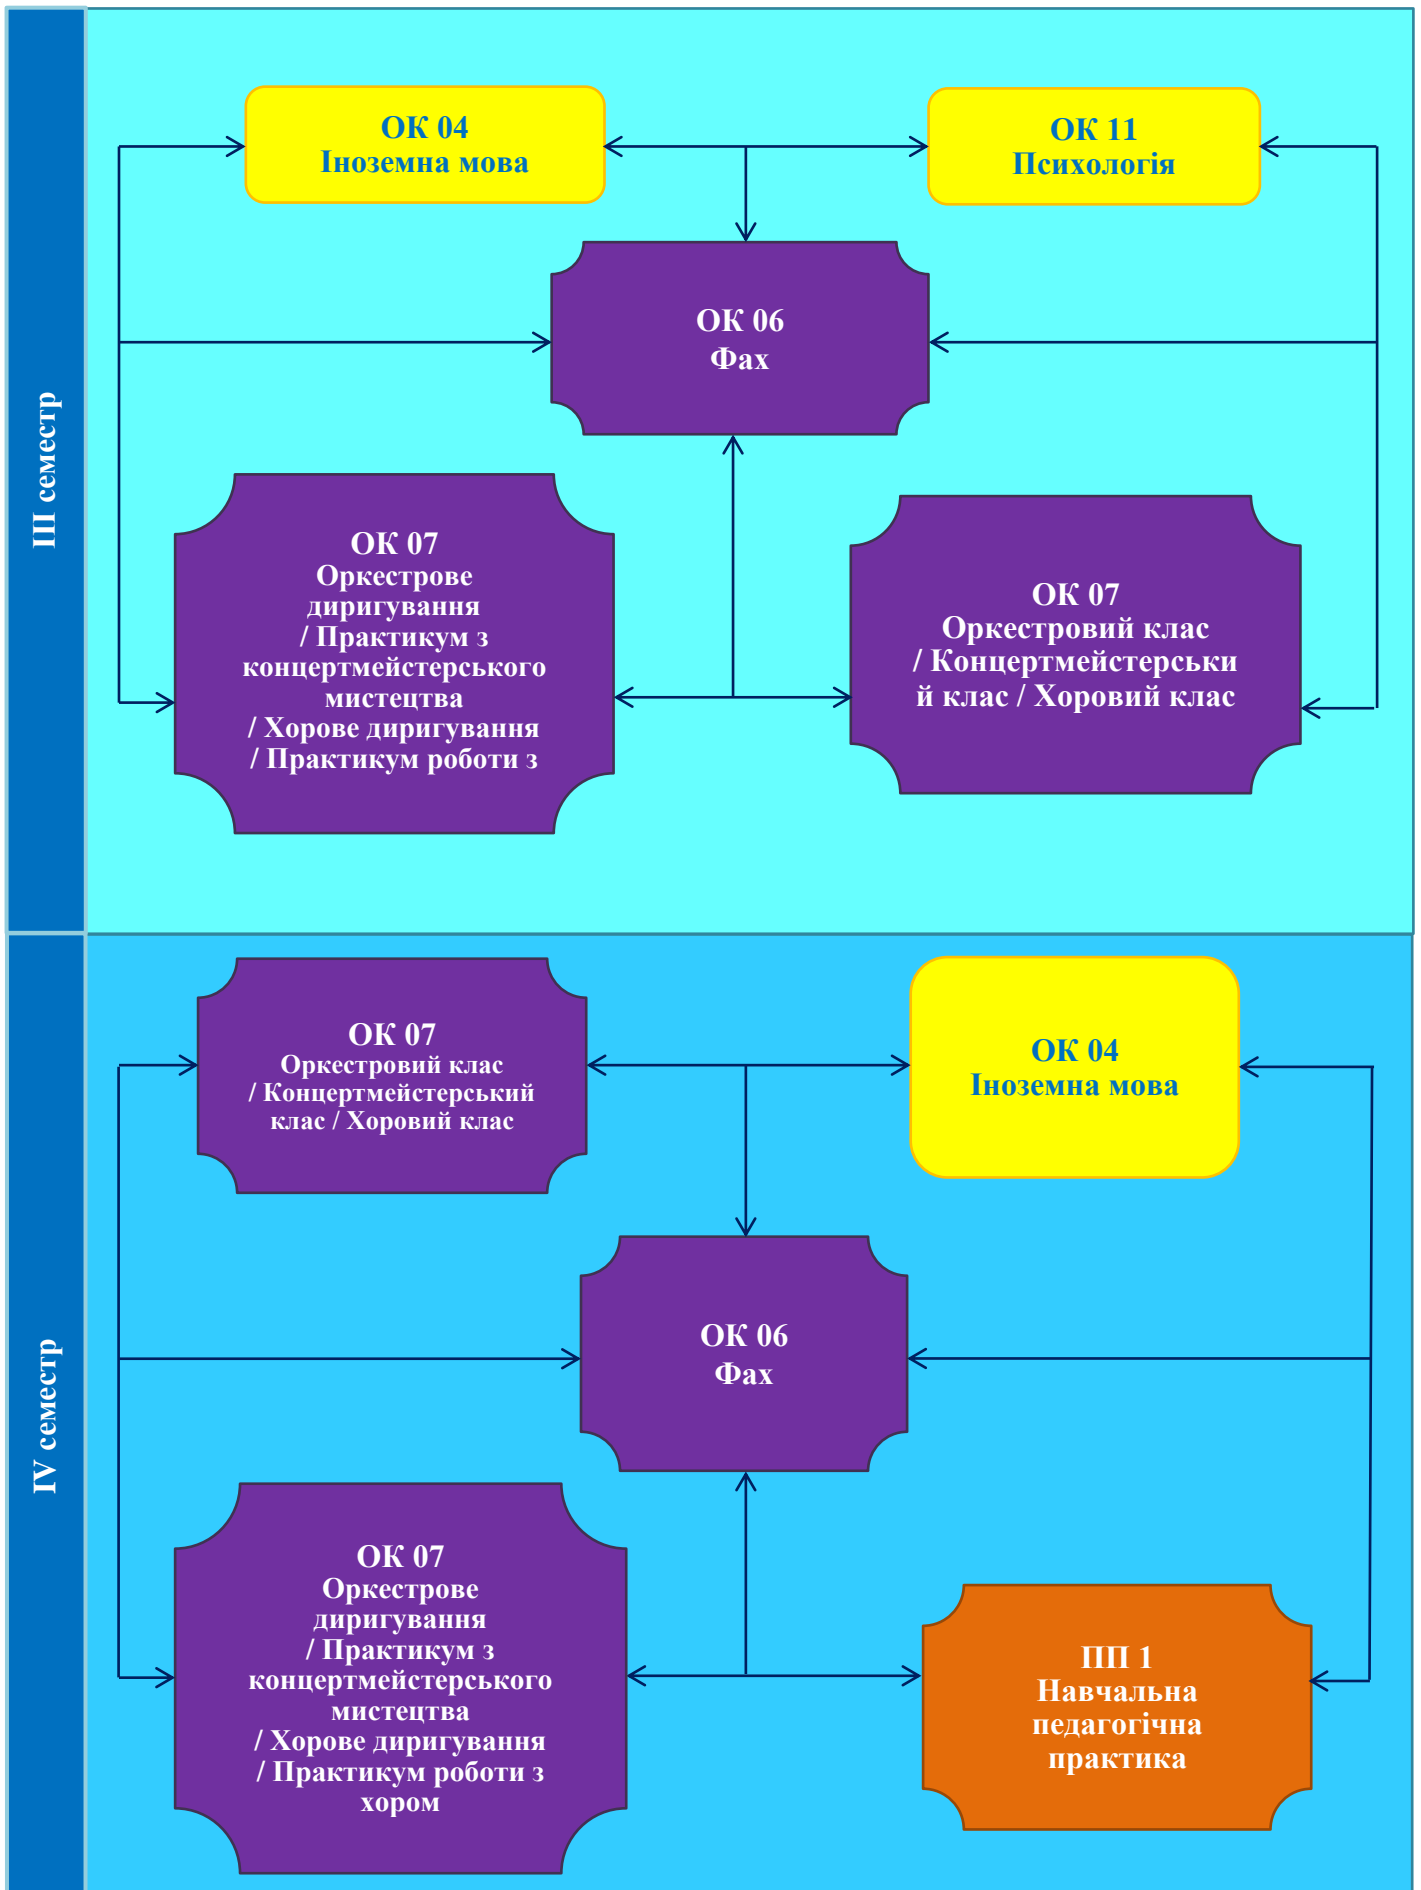 III семестр
ОК 04
Іноземна мова
ОК 11
Психологія
ОК 06
Фах
ОК 07
Оркестрове
диригування
/ Практикум з
концертмейстерського
мистецтва
/ Хорове диригування
/ Практикум роботи з
ОК 07
Оркестровий клас
/ Концертмейстерськи
й клас / Хоровий клас
IV семестр
ОК 07
Оркестровий клас
/ Концертмейстерський
клас / Хоровий клас
ОК 04
Іноземна мова
ОК 06
Фах
ОК 07
Оркестрове
диригування
/ Практикум з
концертмейстерського
мистецтва
/ Хорове диригування
/ Практикум роботи з
хором
ПП 1
Навчальна
педагогічна
практика